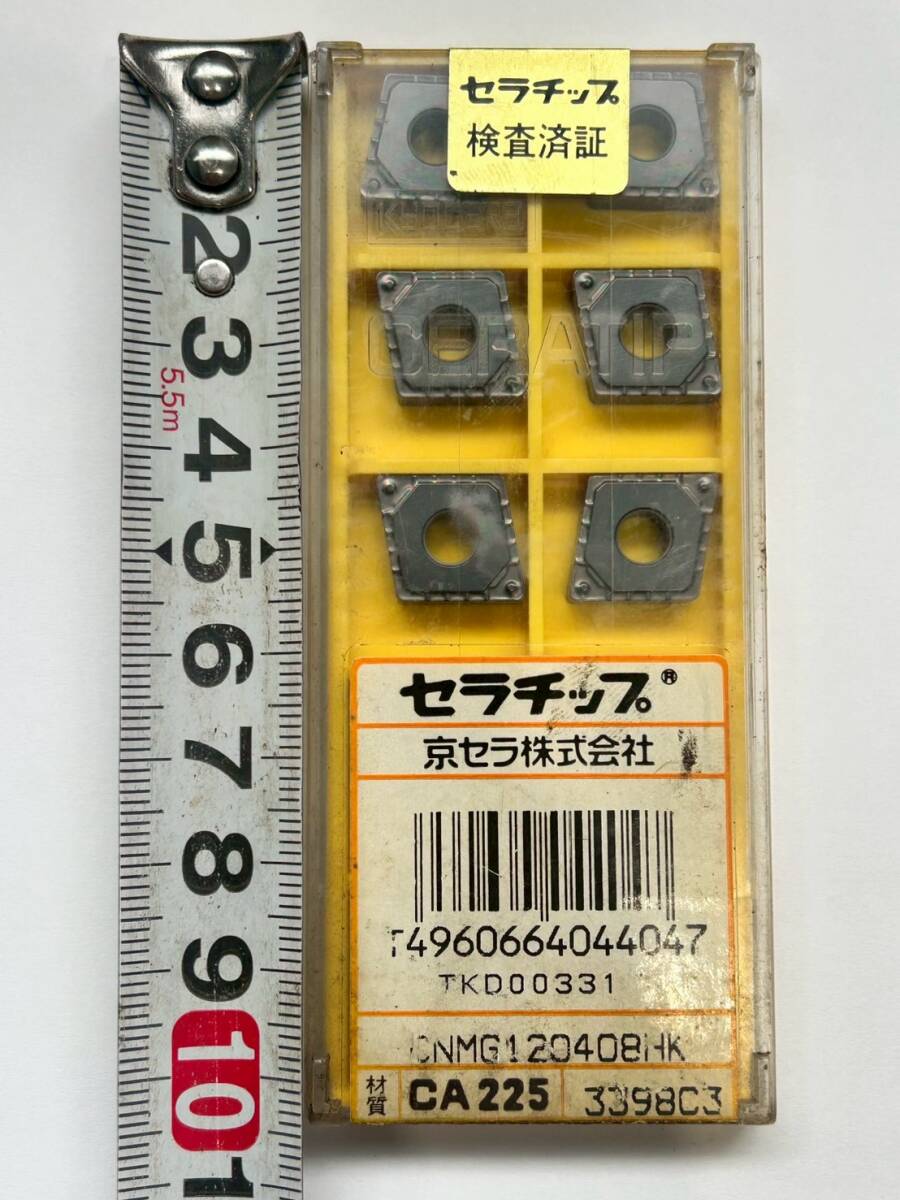 セラチップ
検査済証
CERATIP
2
3
5.5m
4
5
6
7
8
9
10
1
セラチップ®
京セラ株式会社
T4960664044047
TKD00331
CNMG120408HK
材質 CA225 3398C3